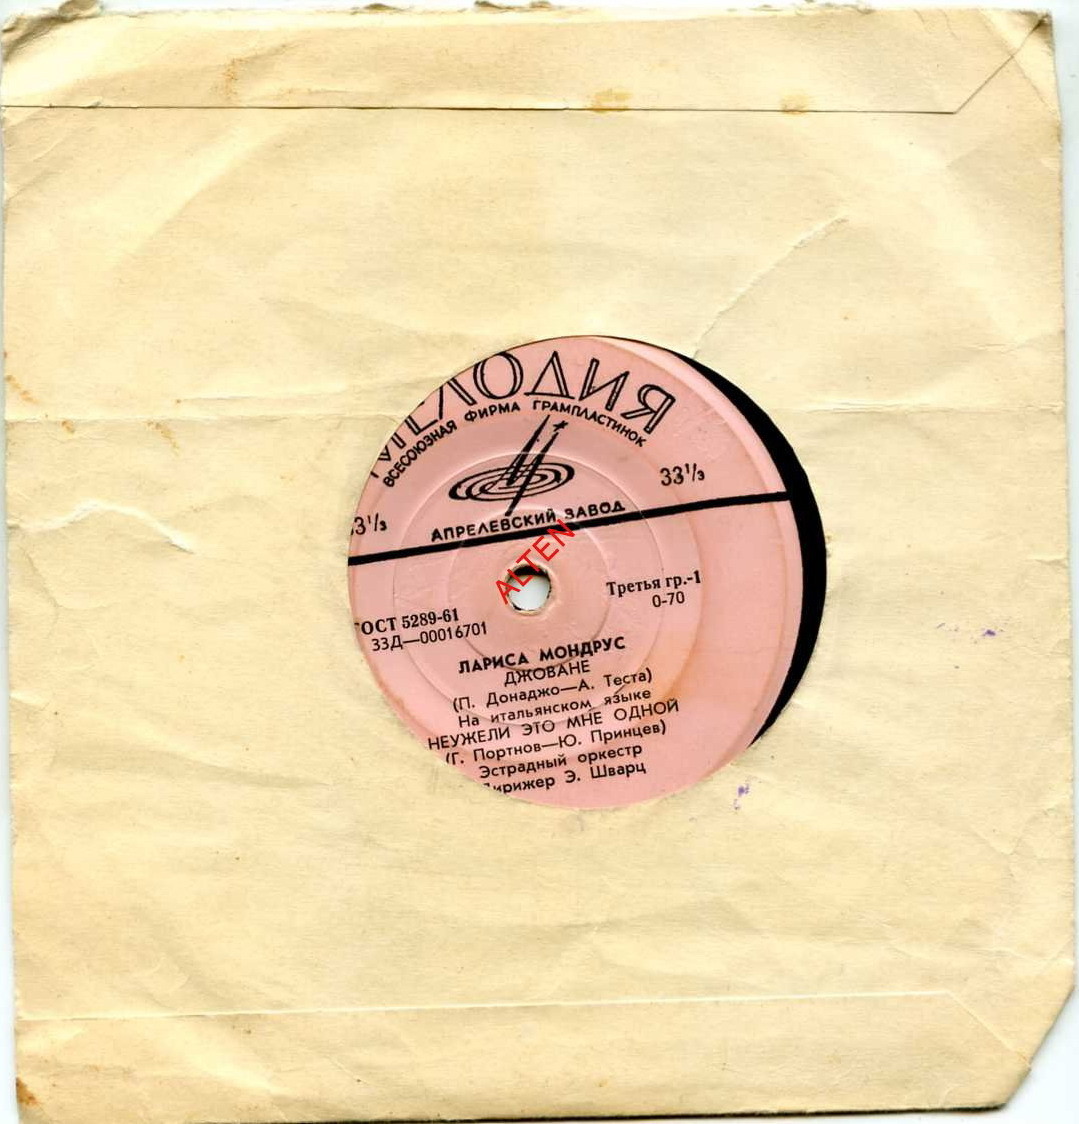 МЕЛОДИЯ
ВСЕСОЮЗНАЯ ФИРМА ГРАМПЛАСТИНОК
33⅓
33⅓
АПРЕЛЕВСКИЙ ЗАВОД
ALTEN
Третья гр.-1
0-70
ГОСТ 5289-61
33Д—00016701
ЛАРИСА МОНДРУС
ДЖОВАНЕ
(П. Донаджо—А. Теста)
На итальянском языке
НЕУЖЕЛИ ЭТО МНЕ ОДНОЙ
(Г. Портнов—Ю. Принцев)
Эстрадный оркестр
Дирижер Э. Шварц